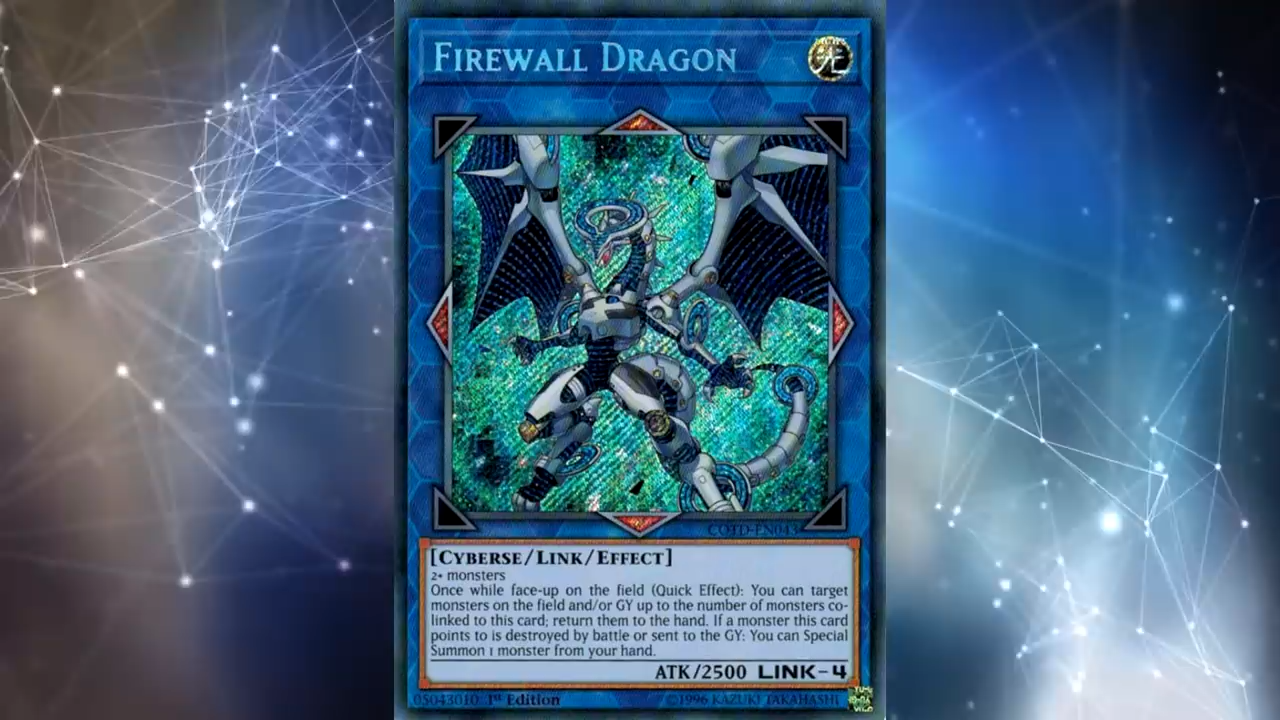 FIREWALL DRAGON
光
COTD-EN043
[CYBERSE/LINK/EFFECT]
2+ monsters
Once while face-up on the field (Quick Effect): You can target
monsters on the field and/or GY up to the number of monsters co-
linked to this card; return them to the hand. If a monster this card
points to is destroyed by battle or sent to the GY: You can Special
Summon 1 monster from your hand.
ATK/2500 LINK-4
05043010 1st Edition ©1996 KAZUKI TAKAHASHI